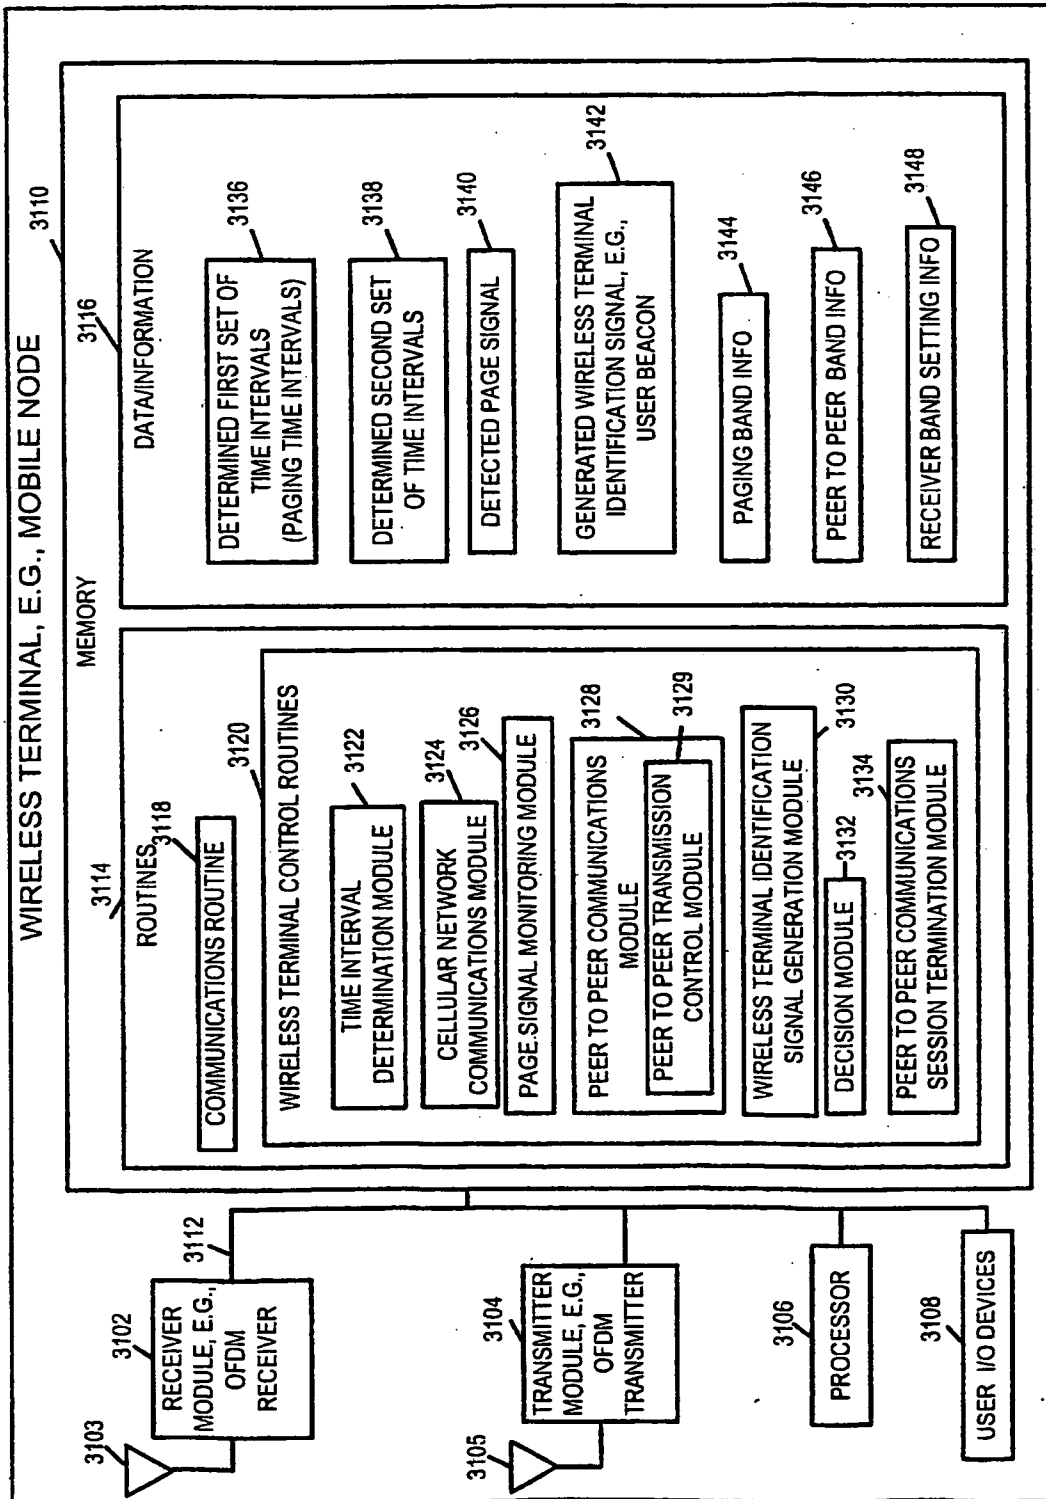 WIRELESS TERMINAL, E.G., MOBILE NODE
3110
MEMORY
3114
ROUTINES
3118
COMMUNICATIONS ROUTINE
3120
WIRELESS TERMINAL CONTROL ROUTINES
3122
TIME INTERVAL
DETERMINATION MODULE
3124
CELLULAR NETWORK
COMMUNICATIONS MODULE
3126
PAGE SIGNAL MONITORING MODULE
3128
PEER TO PEER COMMUNICATIONS
MODULE
3129
PEER TO PEER TRANSMISSION
CONTROL MODULE
3130
WIRELESS TERMINAL IDENTIFICATION
SIGNAL GENERATION MODULE
3132
DECISION MODULE
3134
PEER TO PEER COMMUNICATIONS
SESSION TERMINATION MODULE
3116
DATA/INFORMATION
3136
DETERMINED FIRST SET OF
TIME INTERVALS
(PAGING TIME INTERVALS)
3138
DETERMINED SECOND SET
OF TIME INTERVALS
3140
DETECTED PAGE SIGNAL
3142
GENERATED WIRELESS TERMINAL
IDENTIFICATION SIGNAL, E.G.,
USER BEACON
3144
PAGING BAND INFO
3146
PEER TO PEER BAND INFO
3148
RECEIVER BAND SETTING INFO
3103
3102
RECEIVER
MODULE, E.G.,
OFDM
RECEIVER
3112
3105
3104
TRANSMITTER
MODULE, E.G.,
OFDM
TRANSMITTER
3106
PROCESSOR
3108
USER I/O DEVICES